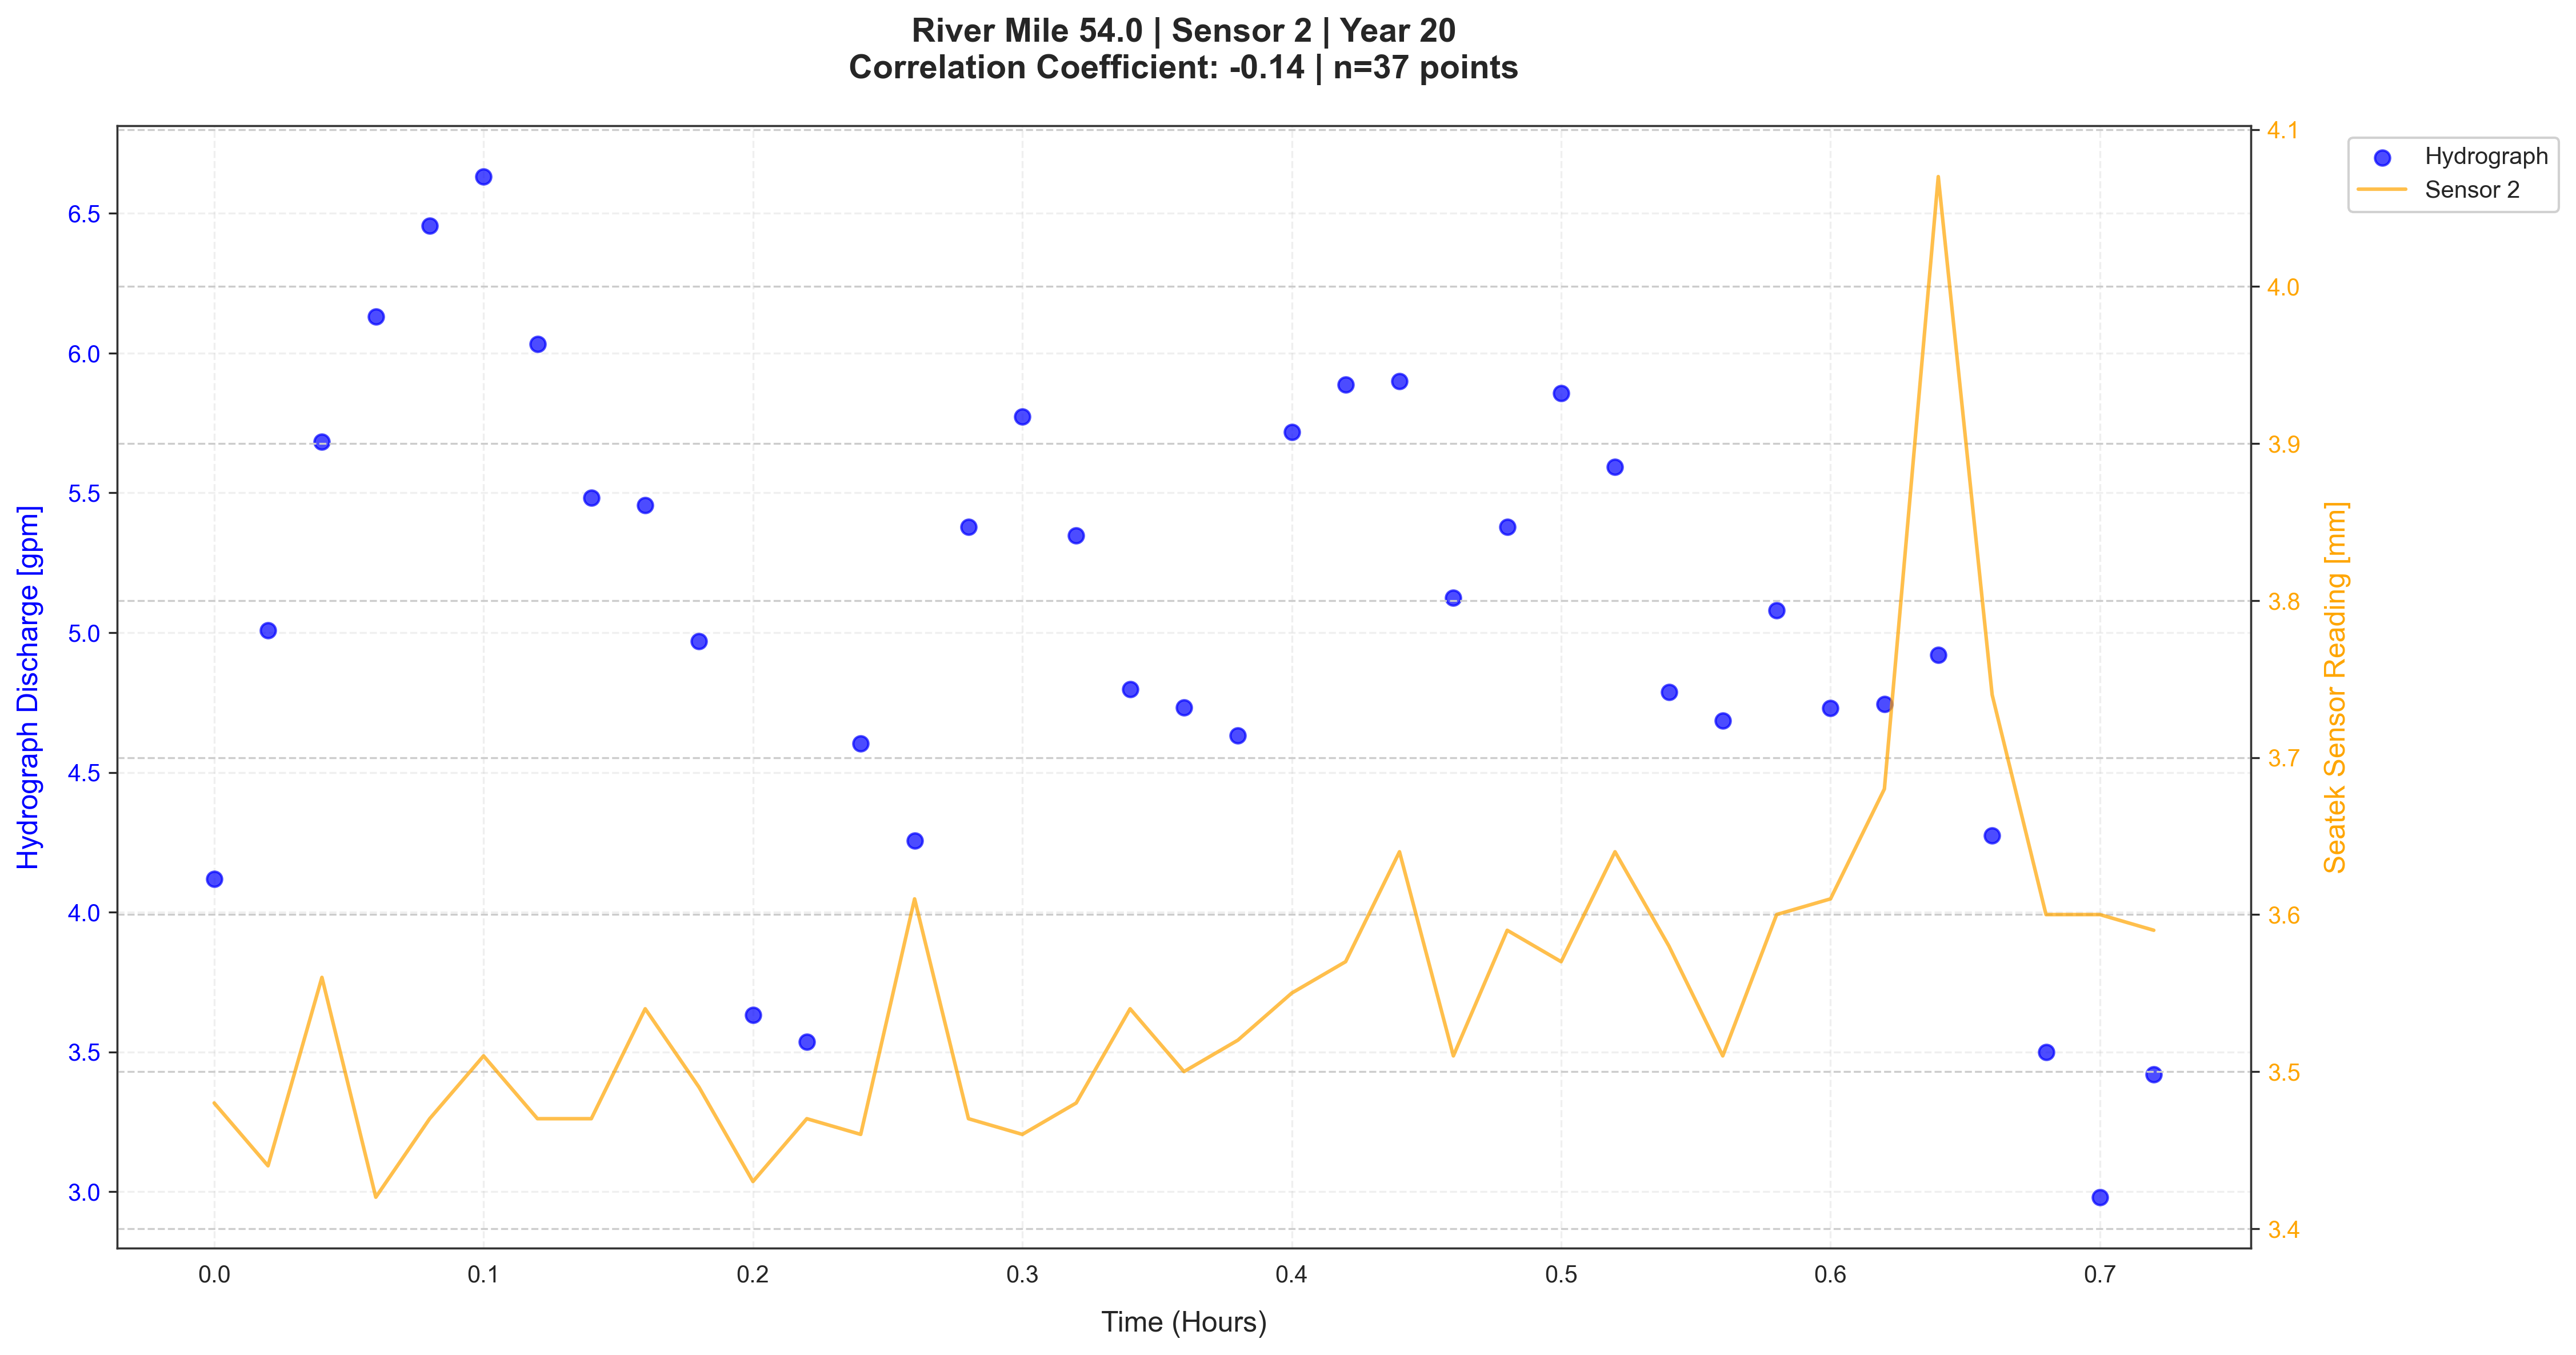 River Mile 54.0 | Sensor 2 | Year 20
Correlation Coefficient: -0.14 | n=37 points
Hydrograph
Sensor 2
Hydrograph Discharge [gpm]
6.5
6.0
5.5
5.0
4.5
4.0
3.5
3.0
4.1
4.0
3.9
3.8
3.7
3.6
3.5
3.4
Seatek Sensor Reading [mm]
0.0 0.1 0.2 0.3 0.4 0.5 0.6 0.7
Time (Hours)